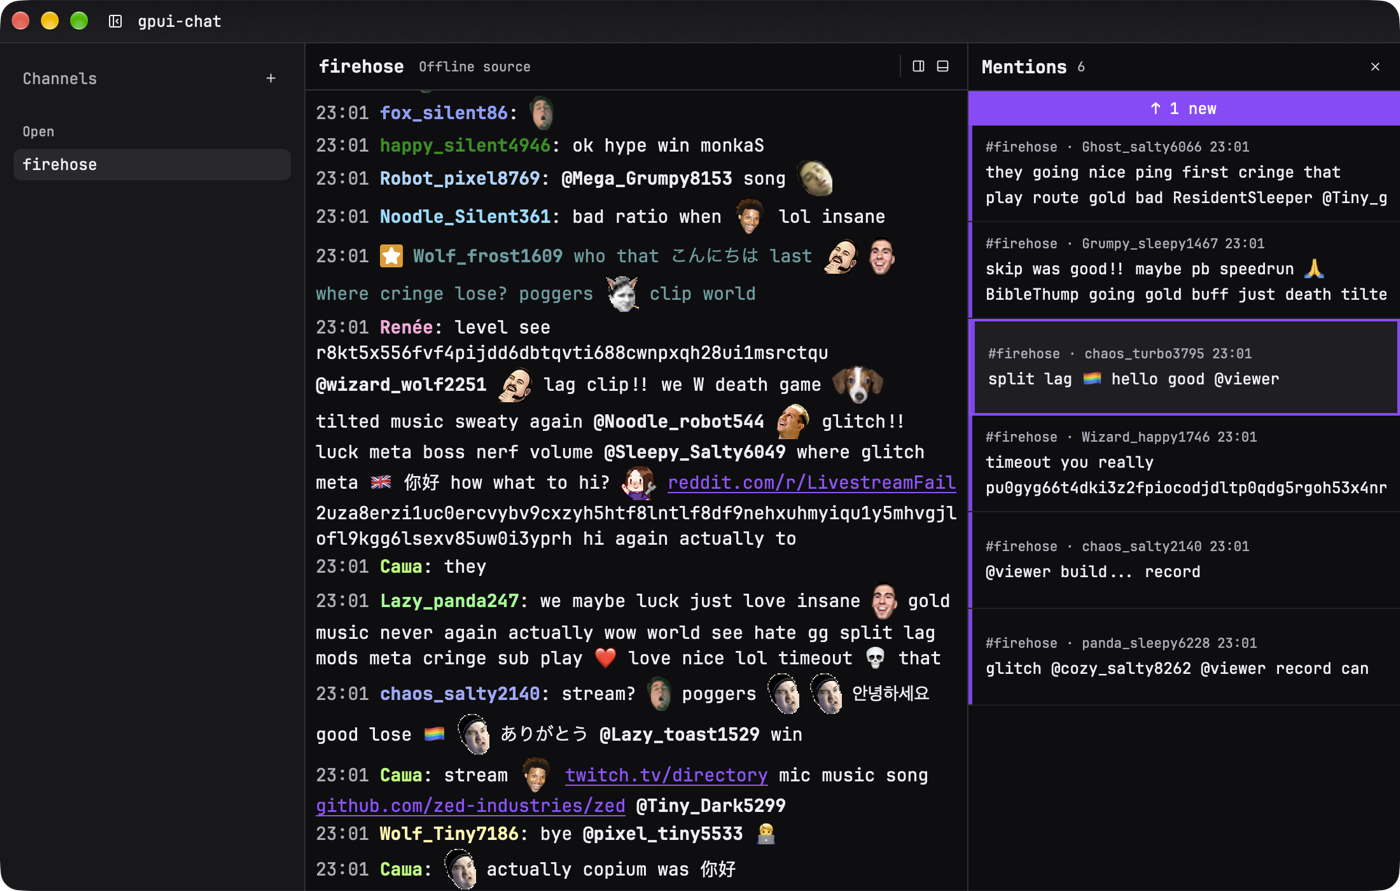 gpui-chat
Channels +
Open
firehose
firehose Offline source
23:01 fox_silent86:
23:01 happy_silent4946: ok hype win monkaS
23:01 Robot_pixel8769: @Mega_Grumpy8153 song
23:01 Noodle_Silent361: bad ratio when lol insane
23:01 Wolf_frost1609 who that こんにちは last
where cringe lose? poggers clip world
23:01 Renée: level see
r8kt5x556fvf4pijdd6dbtqvti688cwnpxqh28ui1msrctqu
@wizard_wolf2251 lag clip!! we W death game
tilted music sweaty again @Noodle_robot544 glitch!!
luck meta boss nerf volume @Sleepy_Salty6049 where glitch
meta 🇬🇧 你好 how what to hi? reddit.com/r/LivestreamFail
2uza8erzi1uc0ercvybv9cxzyh5htf8lntlf8df9nehxuhmyiqu1y5mhvgjl
ofl9kgg6lsexv85uw0i3yprh hi again actually to
23:01 Саша: they
23:01 Lazy_panda247: we maybe luck just love insane gold
music never again actually wow world see hate gg split lag
mods meta cringe sub play ❤️ love nice lol timeout 💀 that
23:01 chaos_salty2140: stream? poggers 안녕하세요
good lose 🏳️‍🌈 ありがとう @Lazy_toast1529 win
23:01 Саша: stream twitch.tv/directory mic music song
github.com/zed-industries/zed @Tiny_Dark5299
23:01 Wolf_Tiny7186: bye @pixel_tiny5533 🧑‍💻
23:01 Саша: actually copium was 你好
Mentions 6 ×
↑ 1 new
#firehose · Ghost_salty6066 23:01
they going nice ping first cringe that
play route gold bad ResidentSleeper @Tiny_g
#firehose · Grumpy_sleepy1467 23:01
skip was good!! maybe pb speedrun 🙏
BibleThump going gold buff just death tilte
#firehose · chaos_turbo3795 23:01
split lag 🏳️‍🌈 hello good @viewer
#firehose · Wizard_happy1746 23:01
timeout you really
pu0gyg66t4dki3z2fpiocodjdltp0qdg5rgoh53x4nr
#firehose · chaos_salty2140 23:01
@viewer build... record
#firehose · panda_sleepy6228 23:01
glitch @cozy_salty8262 @viewer record can